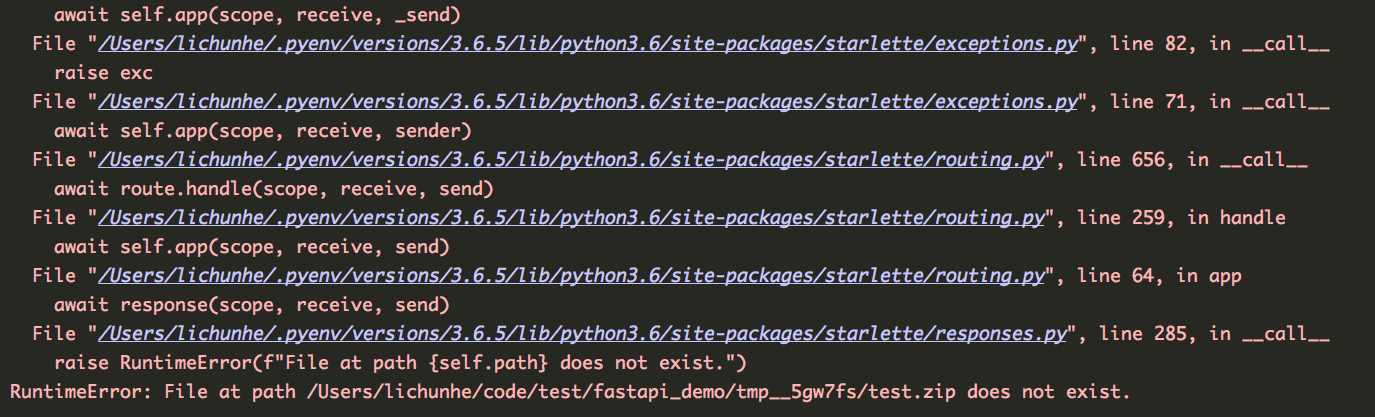 await self.app(scope, receive, _send)
File "/Users/lichunhe/.pyenv/versions/3.6.5/lib/python3.6/site-packages/starlette/exceptions.py", line 82, in __call__
raise exc
File "/Users/lichunhe/.pyenv/versions/3.6.5/lib/python3.6/site-packages/starlette/exceptions.py", line 71, in __call__
await self.app(scope, receive, sender)
File "/Users/lichunhe/.pyenv/versions/3.6.5/lib/python3.6/site-packages/starlette/routing.py", line 656, in __call__
await route.handle(scope, receive, send)
File "/Users/lichunhe/.pyenv/versions/3.6.5/lib/python3.6/site-packages/starlette/routing.py", line 259, in handle
await self.app(scope, receive, send)
File "/Users/lichunhe/.pyenv/versions/3.6.5/lib/python3.6/site-packages/starlette/routing.py", line 64, in app
await response(scope, receive, send)
File "/Users/lichunhe/.pyenv/versions/3.6.5/lib/python3.6/site-packages/starlette/responses.py", line 285, in __call__
raise RuntimeError(f"File at path {self.path} does not exist.")
RuntimeError: File at path /Users/lichunhe/code/test/fastapi_demo/tmp__5gw7fs/test.zip does not exist.